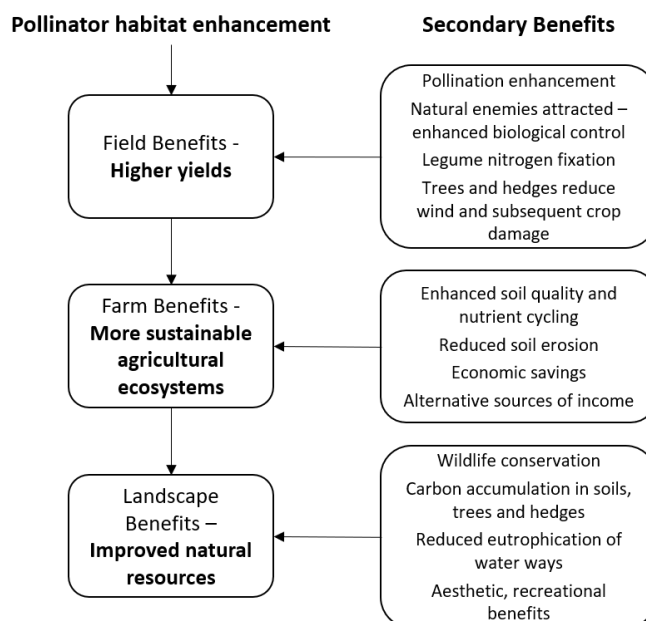 Pollinator habitat enhancement
Secondary Benefits
Field Benefits -
Higher yields
Pollination enhancement
Natural enemies attracted –
enhanced biological control
Legume nitrogen fixation
Trees and hedges reduce
wind and subsequent crop
damage
Farm Benefits -
More sustainable
agricultural
ecosystems
Enhanced soil quality and
nutrient cycling
Reduced soil erosion
Economic savings
Alternative sources of income
Landscape
Benefits –
Improved natural
resources
Wildlife conservation
Carbon accumulation in soils,
trees and hedges
Reduced eutrophication of
water ways
Aesthetic, recreational
benefits